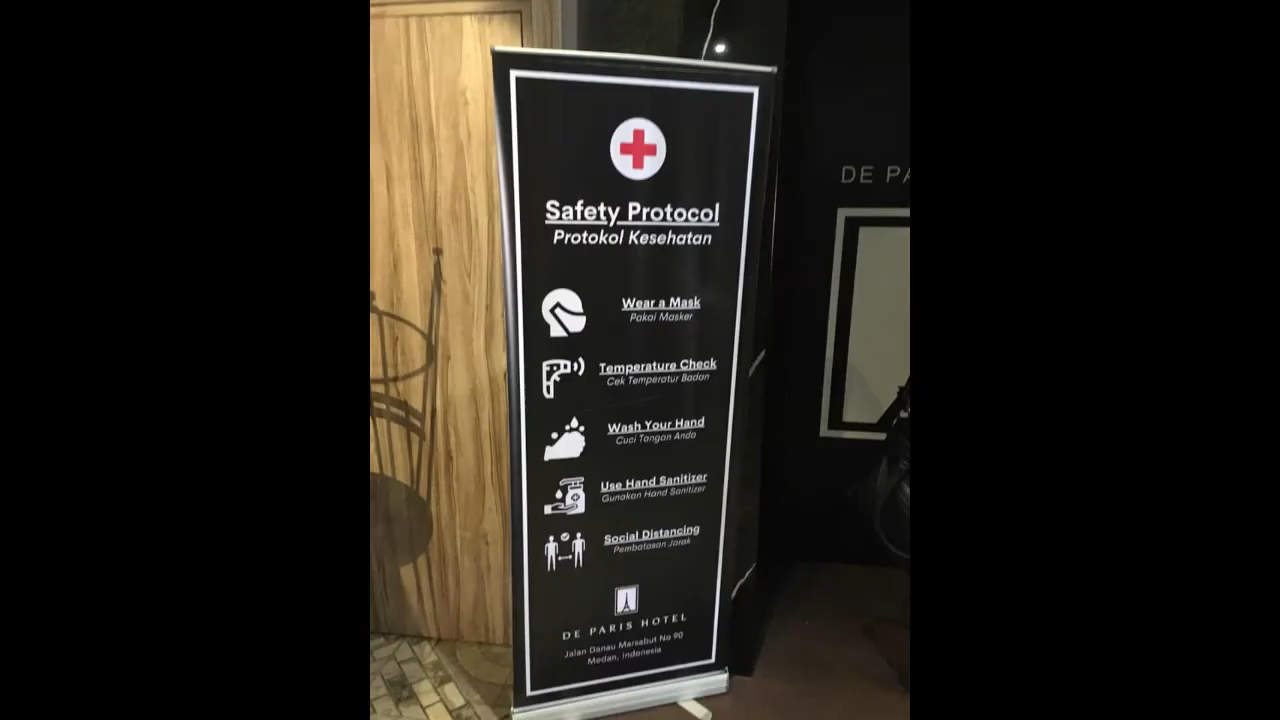 Safety Protocol
Protokol Kesehatan
Wear a Mask
Pakai Masker
Temperature Check
Cek Temperatur Badan
Wash Your Hand
Cuci Tangan Anda
Use Hand Sanitizer
Gunakan Hand Sanitizer
Social Distancing
Pembatasan Jarak
DE PARIS HOTEL
Jalan Danau Marsabut No 90
Medan, Indonesia
DE PA